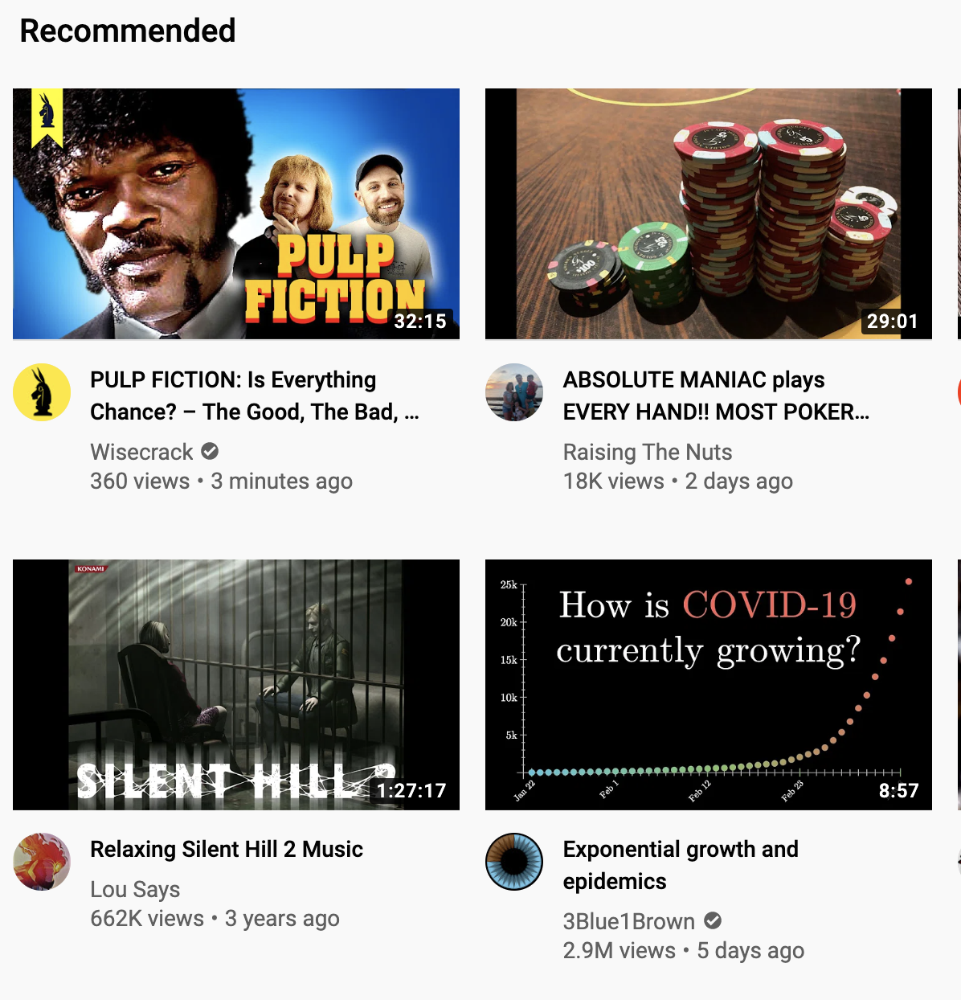 Recommended
PULP
FICTION
32:15
$100
29:01
PULP FICTION: Is Everything
Chance? – The Good, The Bad, ...
Wisecrack
360 views • 3 minutes ago
ABSOLUTE MANIAC plays
EVERY HAND!! MOST POKER...
Raising The Nuts
18K views • 2 days ago
KONAMI
SILENT HILL 2
1:27:17
How is COVID-19
currently growing?
25k
20k
15k
10k
5k
Jan 22
Feb 1
Feb 12
Feb 23
8:57
Relaxing Silent Hill 2 Music
Lou Says
662K views • 3 years ago
Exponential growth and
epidemics
3Blue1Brown
2.9M views • 5 days ago